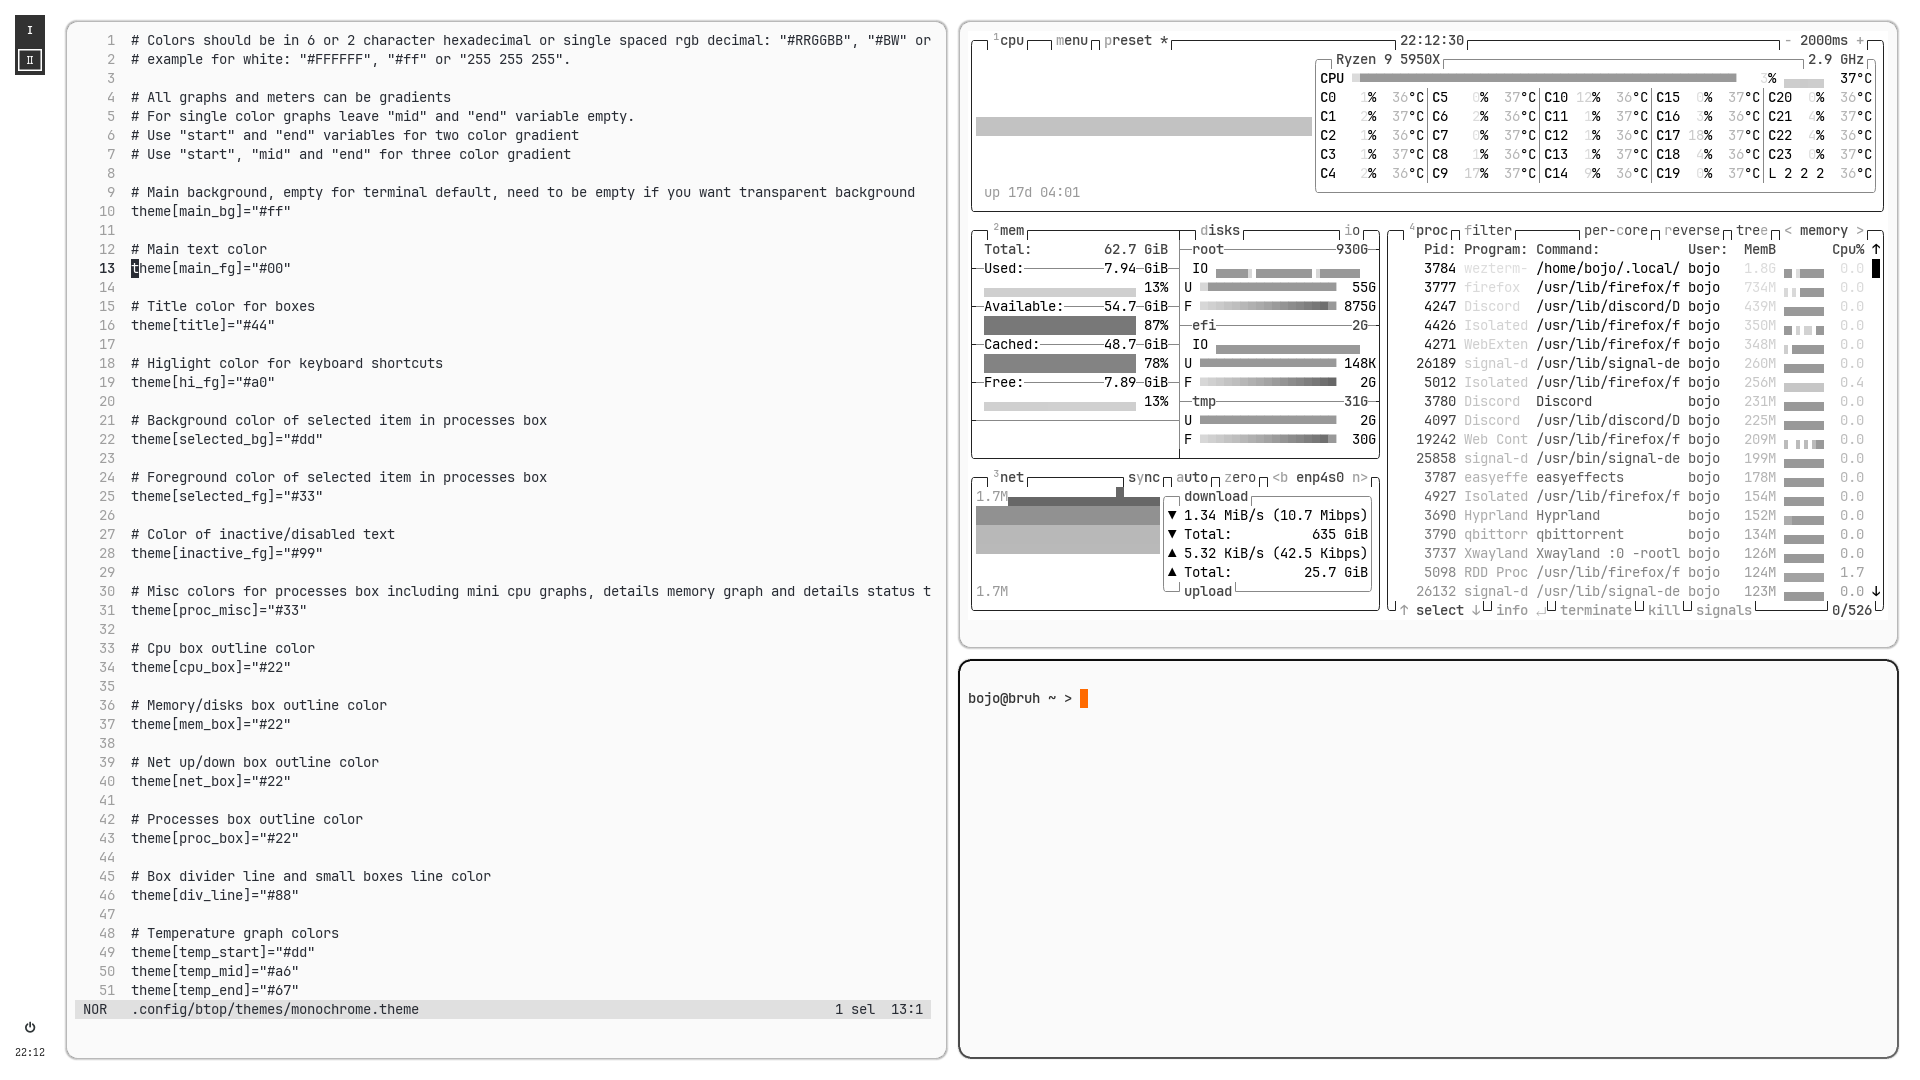 I
II
22:12
1 # Colors should be in 6 or 2 character hexadecimal or single spaced rgb decimal: "#RRGGBB", "#BW" or
2 # example for white: "#FFFFFF", "#ff" or "255 255 255".
3
4 # All graphs and meters can be gradients
5 # For single color graphs leave "mid" and "end" variable empty.
6 # Use "start" and "end" variables for two color gradient
7 # Use "start", "mid" and "end" for three color gradient
8
9 # Main background, empty for terminal default, need to be empty if you want transparent background
10 theme[main_bg]="#ff"
11
12 # Main text color
13 theme[main_fg]="#00"
14
15 # Title color for boxes
16 theme[title]="#44"
17
18 # Higlight color for keyboard shortcuts
19 theme[hi_fg]="#a0"
20
21 # Background color of selected item in processes box
22 theme[selected_bg]="#dd"
23
24 # Foreground color of selected item in processes box
25 theme[selected_fg]="#33"
26
27 # Color of inactive/disabled text
28 theme[inactive_fg]="#99"
29
30 # Misc colors for processes box including mini cpu graphs, details memory graph and details status t
31 theme[proc_misc]="#33"
32
33 # Cpu box outline color
34 theme[cpu_box]="#22"
35
36 # Memory/disks box outline color
37 theme[mem_box]="#22"
38
39 # Net up/down box outline color
40 theme[net_box]="#22"
41
42 # Processes box outline color
43 theme[proc_box]="#22"
44
45 # Box divider line and small boxes line color
46 theme[div_line]="#88"
47
48 # Temperature graph colors
49 theme[temp_start]="#dd"
50 theme[temp_mid]="#a6"
51 theme[temp_end]="#67"
NOR .config/btop/themes/monochrome.theme 1 sel 13:1
¹cpu menu preset * 22:12:30 - 2000ms +
Ryzen 9 5950X 2.9 GHz
CPU 3% 37°C
C0 1% 36°C C5 0% 37°C C10 12% 36°C C15 0% 37°C C20 0% 36°C
C1 2% 37°C C6 2% 36°C C11 1% 37°C C16 3% 36°C C21 4% 37°C
C2 1% 36°C C7 0% 37°C C12 1% 36°C C17 18% 37°C C22 4% 36°C
C3 1% 37°C C8 1% 36°C C13 1% 37°C C18 4% 36°C C23 0% 37°C
C4 2% 36°C C9 17% 37°C C14 9% 36°C C19 0% 37°C L 2 2 2 36°C
up 17d 04:01
²mem
Total: 62.7 GiB
Used: 7.94 GiB
13%
Available: 54.7 GiB
87%
Cached: 48.7 GiB
78%
Free: 7.89 GiB
13%
disks io
root 930G
IO
U 55G
F 875G
efi 2G
IO
U 148K
F 2G
tmp 31G
U 2G
F 30G
³net sync auto zero <b enp4s0 n>
1.7M
1.7M
download
▼ 1.34 MiB/s (10.7 Mibps)
▼ Total: 635 GiB
▲ 5.32 KiB/s (42.5 Kibps)
▲ Total: 25.7 GiB
upload
⁴proc filter per-core reverse tree < memory >
Pid: Program: Command: User: MemB Cpu% ↑
3784 wezterm- /home/bojo/.local/ bojo 1.8G 0.0
3777 firefox /usr/lib/firefox/f bojo 734M 0.0
4247 Discord /usr/lib/discord/D bojo 439M 0.0
4426 Isolated /usr/lib/firefox/f bojo 350M 0.0
4271 WebExten /usr/lib/firefox/f bojo 348M 0.0
26189 signal-d /usr/lib/signal-de bojo 260M 0.0
5012 Isolated /usr/lib/firefox/f bojo 256M 0.4
3780 Discord Discord bojo 231M 0.0
4097 Discord /usr/lib/discord/D bojo 225M 0.0
19242 Web Cont /usr/lib/firefox/f bojo 209M 0.0
25858 signal-d /usr/bin/signal-de bojo 199M 0.0
3787 easyeffe easyeffects bojo 178M 0.0
4927 Isolated /usr/lib/firefox/f bojo 154M 0.0
3690 Hyprland Hyprland bojo 152M 0.0
3790 qbittorr qbittorrent bojo 134M 0.0
3737 Xwayland Xwayland :0 -rootl bojo 126M 0.0
5098 RDD Proc /usr/lib/firefox/f bojo 124M 1.7
26132 signal-d /usr/lib/signal-de bojo 123M 0.0 ↓
↑ select ↓ info ↵ terminate kill signals 0/526
bojo@bruh ~ >